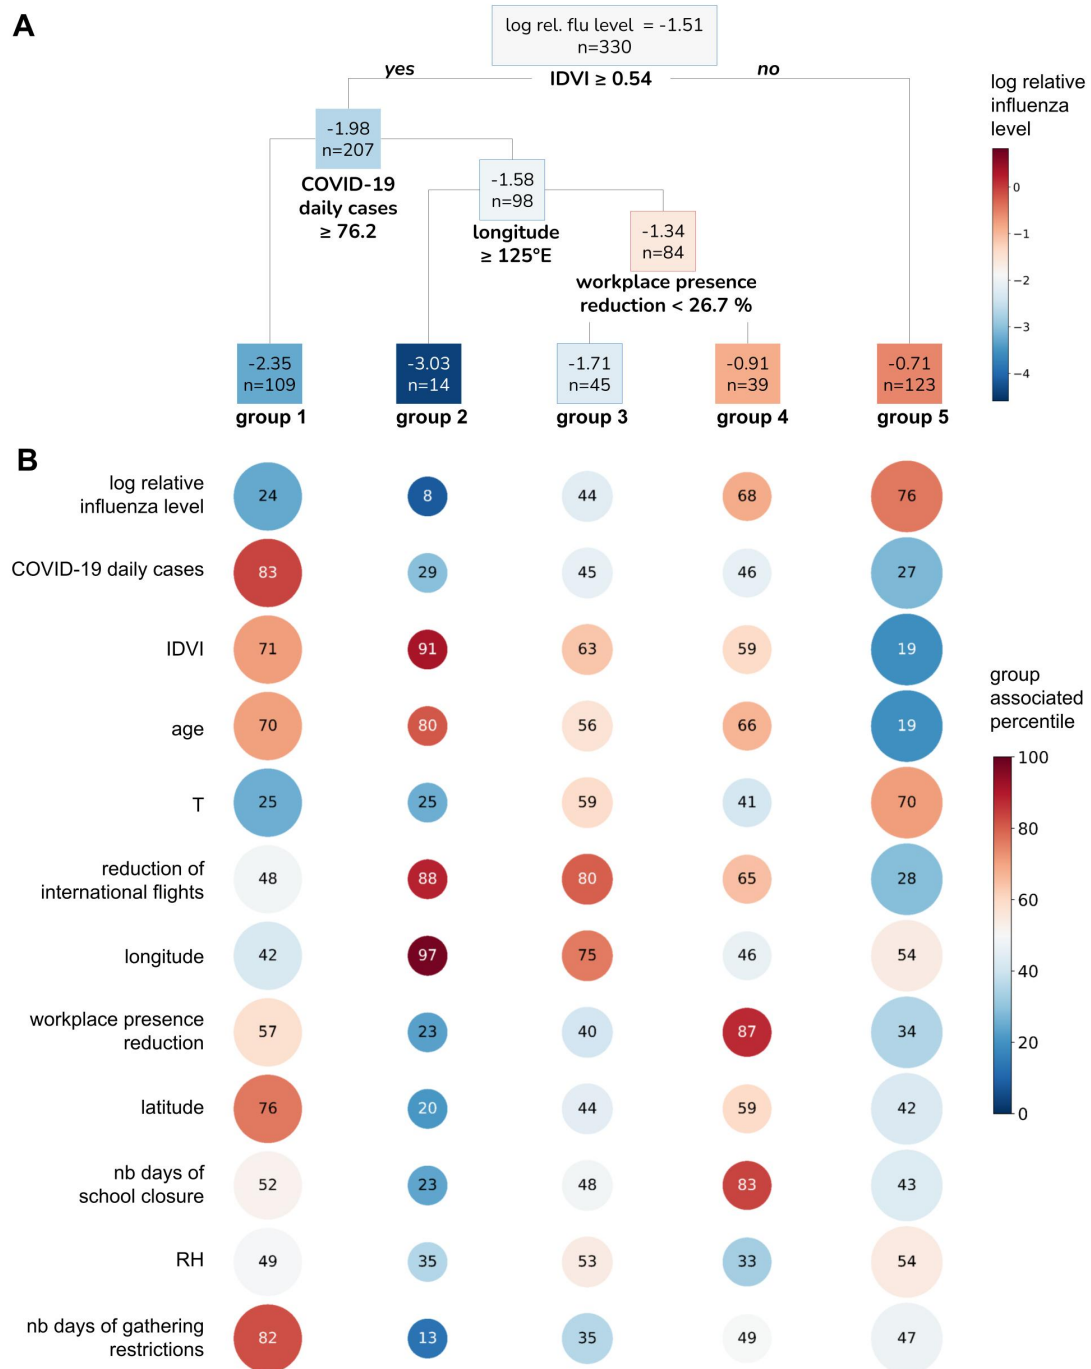 A
log rel. flu level = -1.51
n=330
yes
IDVI ≥ 0.54
no
log relative
influenza
level
0
−1
−2
−3
−4
-1.98
n=207
COVID-19
daily cases
≥ 76.2
-1.58
n=98
longitude
≥ 125°E
-1.34
n=84
workplace presence
reduction < 26.7 %
-2.35
n=109
group 1
-3.03
n=14
group 2
-1.71
n=45
group 3
-0.91
n=39
group 4
-0.71
n=123
group 5
B
log relative
influenza level
24 8 44 68 76
COVID-19 daily cases
83 29 45 46 27
IDVI
71 91 63 59 19
age
70 80 56 66 19
T
25 25 59 41 70
reduction of
international flights
48 88 80 65 28
longitude
42 97 75 46 54
workplace presence
reduction
57 23 40 87 34
latitude
76 20 44 59 42
nb days of
school closure
52 23 48 83 43
RH
49 35 53 33 54
nb days of gathering
restrictions
82 13 35 49 47
group
associated
percentile
100
80
60
40
20
0